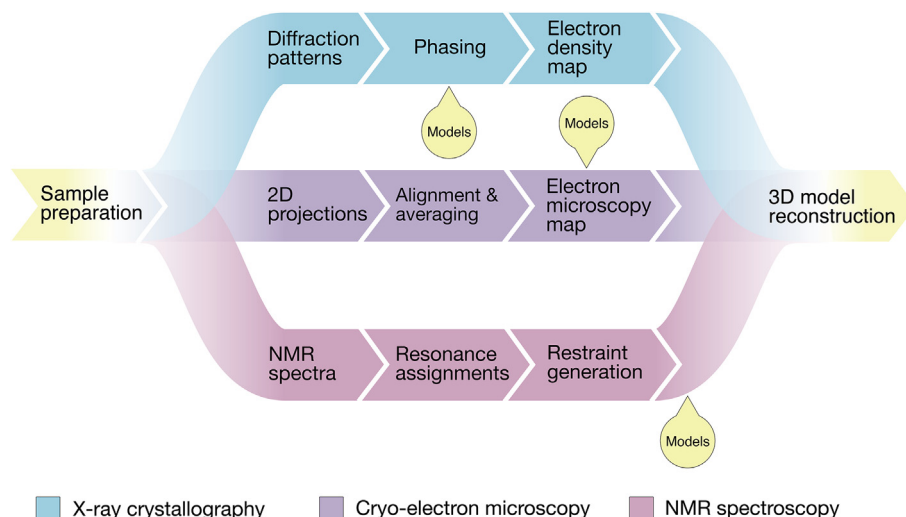 Diffraction
patterns
Phasing
Electron
density
map
Models
Models
Sample
preparation
2D
projections
Alignment &
averaging
Electron
microscopy
map
3D model
reconstruction
NMR
spectra
Resonance
assignments
Restraint
generation
Models
X-ray crystallography
Cryo-electron microscopy
NMR spectroscopy